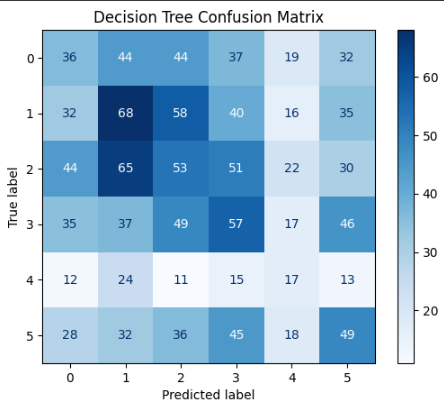 Decision Tree Confusion Matrix
0 36 44 44 37 19 32
1 32 68 58 40 16 35
2 44 65 53 51 22 30
3 35 37 49 57 17 46
4 12 24 11 15 17 13
5 28 32 36 45 18 49
0 1 2 3 4 5
Predicted label
True label
60
50
40
30
20